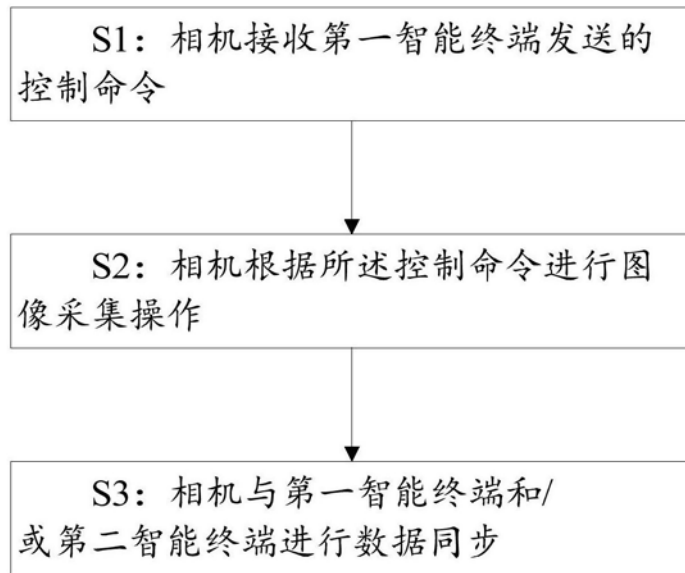 S1：相机接收第一智能终端发送的
控制命令
S2：相机根据所述控制命令进行图
像采集操作
S3：相机与第一智能终端和/
或第二智能终端进行数据同步